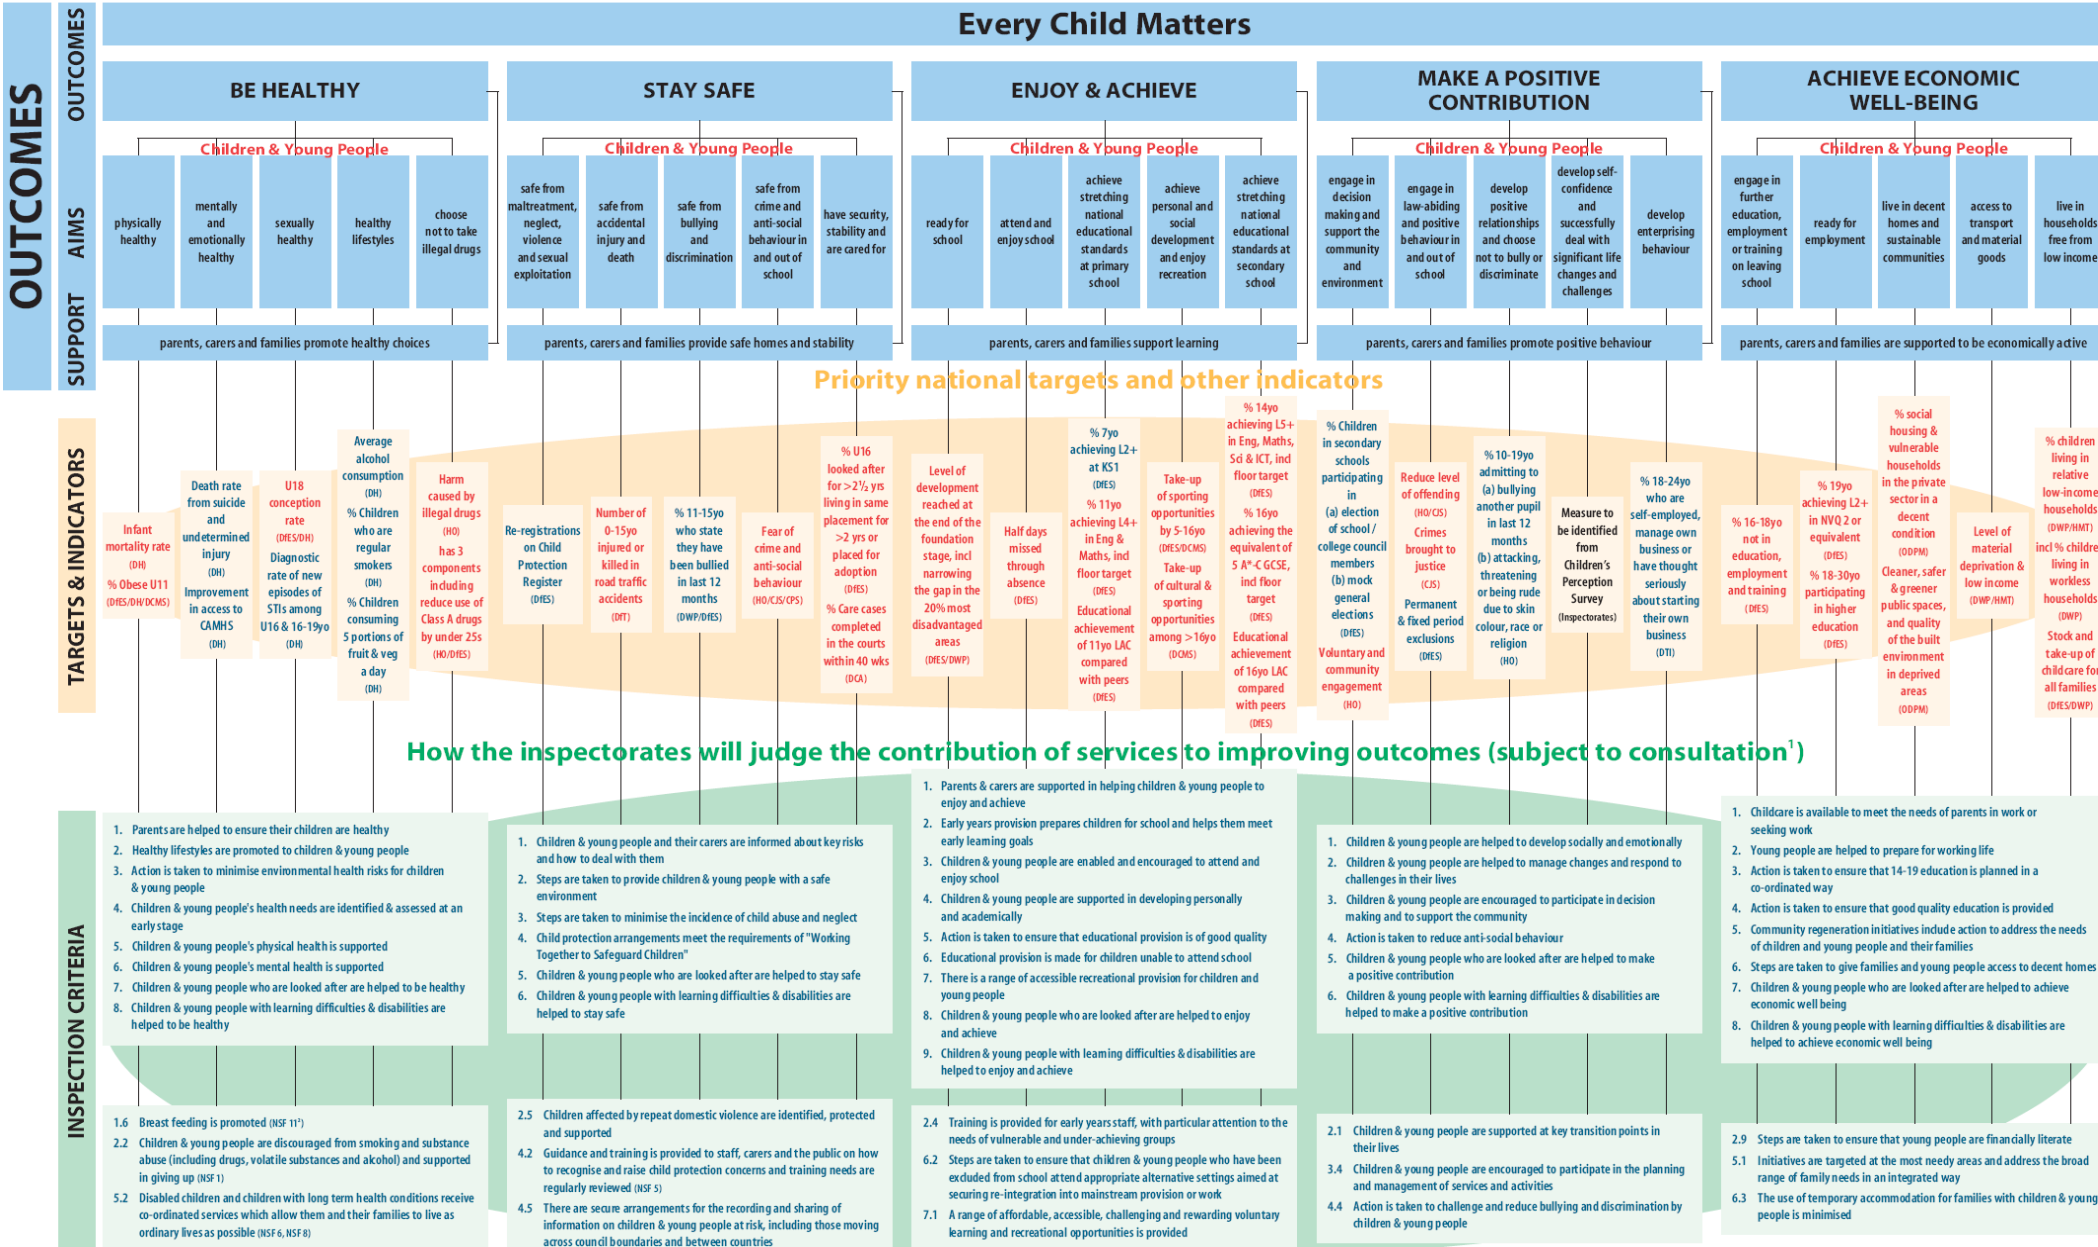 Every Child Matters
OUTCOMES
OUTCOMES
AIMS
SUPPORT
BE HEALTHY
STAY SAFE
ENJOY & ACHIEVE
MAKE A POSITIVE
CONTRIBUTION
ACHIEVE ECONOMIC
WELL-BEING
Children & Young People
Children & Young People
Children & Young People
Children & Young People
Children & Young People
physically
healthy
mentally
and
emotionally
healthy
sexually
healthy
healthy
lifestyles
choose
not to take
illegal drugs
safe from
maltreatment,
neglect,
violence
and sexual
exploitation
safe from
accidental
injury and
death
safe from
bullying
and
discrimination
safe from
crime and
anti-social
behaviour in
and out of
school
have security,
stability and
are cared for
ready for
school
attend and
enjoy school
achieve
stretching
national
educational
standards
at primary
school
achieve
personal and
social
development
and enjoy
recreation
achieve
stretching
national
educational
standards at
secondary
school
engage in
decision
making and
support the
community
and
environment
engage in
law-abiding
and positive
behaviour in
and out of
school
develop
positive
relationships
and choose
not to bully or
discriminate
develop self-
confidence
and
successfully
deal with
significant life
changes and
challenges
develop
enterprising
behaviour
engage in
further
education,
employment
or training
on leaving
school
ready for
employment
live in decent
homes and
sustainable
communities
access to
transport
and material
goods
live in
households
free from
low income
parents, carers and families promote healthy choices
parents, carers and families provide safe homes and stability
parents, carers and families support learning
parents, carers and families promote positive behaviour
parents, carers and families are supported to be economically active
Priority national targets and other indicators
TARGETS & INDICATORS
Infant
mortality rate
(DH)
% Obese U11
(DfES/DH/DCMS)
Death rate
from suicide
and
undetermined
injury
(DH)
Improvement
in access to
CAMHS
(DH)
U18
conception
rate
(DfES/DH)
Diagnostic
rate of new
episodes of
STIs among
U16 & 16-19yo
(DH)
Average
alcohol
consumption
(DH)
% Children
who are
regular
smokers
(DH)
% Children
consuming
5 portions of
fruit & veg
a day
(DH)
Harm
caused by
illegal drugs
(HO)
has 3
components
including
reduce use of
Class A drugs
by under 25s
(HO/DfES)
Re-registrations
on Child
Protection
Register
(DfES)
Number of
0-15yo
injured or
killed in
road traffic
accidents
(DfT)
% 11-15yo
who state
they have
been bullied
in last 12
months
(DWP/DfES)
Fear of
crime and
anti-social
behaviour
(HO/CJS/CPS)
% U16
looked after
for >2½ yrs
living in same
placement for
>2 yrs or
placed for
adoption
(DfES)
% Care cases
completed
in the courts
within 40 wks
(DCA)
Level of
development
reached at
the end of the
foundation
stage, incl
narrowing
the gap in the
20% most
disadvantaged
areas
(DfES/DWP)
Half days
missed
through
absence
(DfES)
% 7yo
achieving L2+
at KS1
(DfES)
% 11yo
achieving L4+
in Eng &
Maths, incl
floor target
(DfES)
Educational
achievement
of 11yo LAC
compared
with peers
(DfES)
Take-up
of sporting
opportunities
by 5-16yo
(DfES/DCMS)
Take-up
of cultural &
sporting
opportunities
among >16yo
(DCMS)
% 14yo
achieving L5+
in Eng, Maths,
Sci & ICT, incl
floor target
(DfES)
% 16yo
achieving the
equivalent of
5 A*-C GCSE,
incl floor
target
(DfES)
Educational
achievement
of 16yo LAC
compared
with peers
(DfES)
% Children
in secondary
schools
participating
in
(a) election
of school /
college council
members
(b) mock
general
elections
(DfES)
Voluntary and
community
engagement
(HO)
Reduce level
of offending
(HO/CJS)
Crimes
brought to
justice
(CJS)
Permanent
& fixed period
exclusions
(DfES)
% 10-19yo
admitting to
(a) bullying
another pupil
in last 12
months
(b) attacking,
threatening
or being rude
due to skin
colour, race or
religion
(HO)
Measure to
be identified
from
Children's
Perception
Survey
(Inspectorates)
% 18-24yo
who are
self-employed,
manage own
business or
have thought
seriously
about starting
their own
business
(DTI)
% 16-18yo
not in
education,
employment
and training
(DfES)
% 19yo
achieving L2+
in NVQ 2 or
equivalent
(DfES)
% 18-30yo
participating
in higher
education
(DfES)
% social
housing &
vulnerable
households
in the private
sector in a
decent
condition
(ODPM)
Cleaner, safer
& greener
public spaces,
and quality
of the built
environment
in deprived
areas
(ODPM)
Level of
material
deprivation &
low income
(DWP/HMT)
% children
living in
relative
low-income
households
(DWP/HMT)
incl % children
living in
workless
households
(DWP)
Stock and
take-up of
childcare for
all families
(DfES/DWP)
How the inspectorates will judge the contribution of services to improving outcomes (subject to consultation¹)
INSPECTION CRITERIA
1. Parents are helped to ensure their children are healthy
2. Healthy lifestyles are promoted to children & young people
3. Action is taken to minimise environmental health risks for children
& young people
4. Children & young people's health needs are identified & assessed at an
early stage
5. Children & young people's physical health is supported
6. Children & young people's mental health is supported
7. Children & young people who are looked after are helped to be healthy
8. Children & young people with learning difficulties & disabilities are
helped to be healthy
1. Children & young people and their carers are informed about key risks
and how to deal with them
2. Steps are taken to provide children & young people with a safe
environment
3. Steps are taken to minimise the incidence of child abuse and neglect
4. Child protection arrangements meet the requirements of "Working
Together to Safeguard Children"
5. Children & young people who are looked after are helped to stay safe
6. Children & young people with learning difficulties & disabilities are
helped to stay safe
1. Parents & carers are supported in helping children & young people to
enjoy and achieve
2. Early years provision prepares children for school and helps them meet
early learning goals
3. Children & young people are enabled and encouraged to attend and
enjoy school
4. Children & young people are supported in developing personally
and academically
5. Action is taken to ensure that educational provision is of good quality
6. Educational provision is made for children unable to attend school
7. There is a range of accessible recreational provision for children and
young people
8. Children & young people who are looked after are helped to enjoy
and achieve
9. Children & young people with learning difficulties & disabilities are
helped to enjoy and achieve
1. Children & young people are helped to develop socially and emotionally
2. Children & young people are helped to manage changes and respond to
challenges in their lives
3. Children & young people are encouraged to participate in decision
making and to support the community
4. Action is taken to reduce anti-social behaviour
5. Children & young people who are looked after are helped to make
a positive contribution
6. Children & young people with learning difficulties & disabilities are
helped to make a positive contribution
1. Childcare is available to meet the needs of parents in work or
seeking work
2. Young people are helped to prepare for working life
3. Action is taken to ensure that 14-19 education is planned in a
co-ordinated way
4. Action is taken to ensure that good quality education is provided
5. Community regeneration initiatives include action to address the needs
of children and young people and their families
6. Steps are taken to give families and young people access to decent homes
7. Children & young people who are looked after are helped to achieve
economic well being
8. Children & young people with learning difficulties & disabilities are
helped to achieve economic well being
1.6 Breast feeding is promoted (NSF 11²)
2.2 Children & young people are discouraged from smoking and substance
abuse (including drugs, volatile substances and alcohol) and supported
in giving up (NSF 1)
5.2 Disabled children and children with long term health conditions receive
co-ordinated services which allow them and their families to live as
ordinary lives as possible (NSF 6, NSF 8)
2.5 Children affected by repeat domestic violence are identified, protected
and supported
4.2 Guidance and training is provided to staff, carers and the public on how
to recognise and raise child protection concerns and training needs are
regularly reviewed (NSF 5)
4.5 There are secure arrangements for the recording and sharing of
information on children & young people at risk, including those moving
across council boundaries and between countries
2.4 Training is provided for early years staff, with particular attention to the
needs of vulnerable and under-achieving groups
6.2 Steps are taken to ensure that children & young people who have been
excluded from school attend appropriate alternative settings aimed at
securing re-integration into mainstream provision or work
7.1 A range of affordable, accessible, challenging and rewarding voluntary
learning and recreational opportunities is provided
2.1 Children & young people are supported at key transition points in
their lives
3.4 Children & young people are encouraged to participate in the planning
and management of services and activities
4.4 Action is taken to challenge and reduce bullying and discrimination by
children & young people
2.9 Steps are taken to ensure that young people are financially literate
5.1 Initiatives are targeted at the most needy areas and address the broad
range of family needs in an integrated way
6.3 The use of temporary accommodation for families with children & young
people is minimised